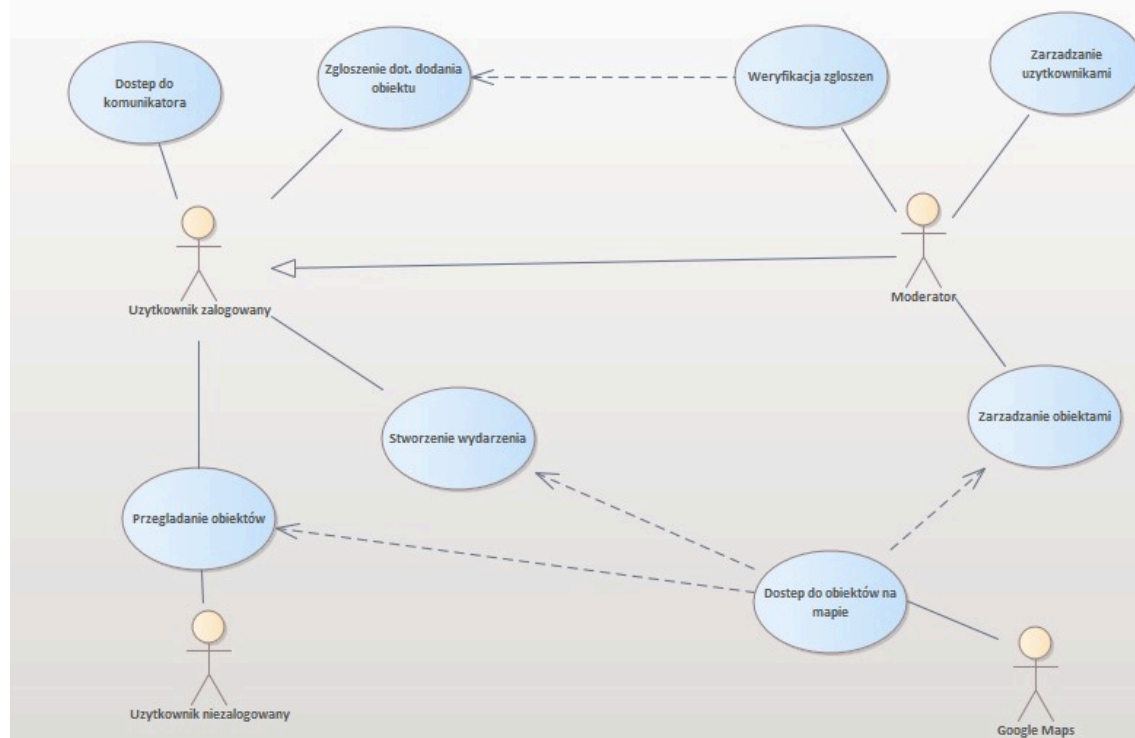 Dostep do
komunikatora
Zgloszenie dot. dodania
obiektu
Weryfikacja zgloszen
Zarzadzanie
uzytkownikami
Uzytkownik zalogowany
Moderator
Stworzenie wydarzenia
Zarzadzanie obiektami
Przegladanie obiektów
Dostep do obiektów na
mapie
Uzytkownik niezalogowany
Google Maps